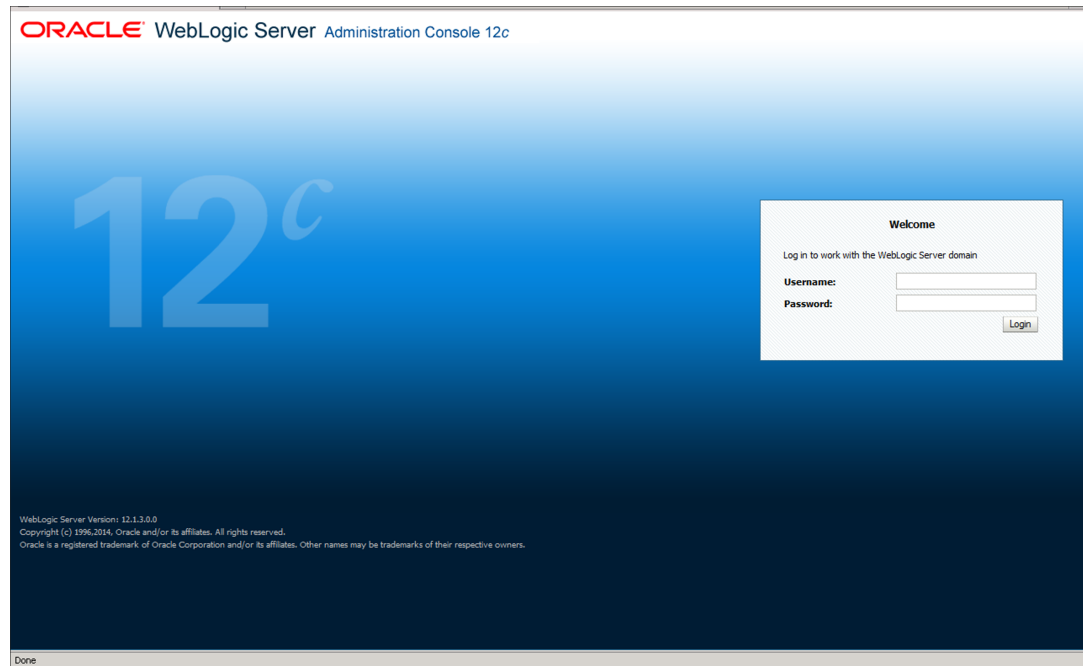 ORACLE WebLogic Server Administration Console 12c
12c
Welcome
Log in to work with the WebLogic Server domain
Username:
Password:
Login
WebLogic Server Version: 12.1.3.0.0
Copyright (c) 1996,2014, Oracle and/or its affiliates. All rights reserved.
Oracle is a registered trademark of Oracle Corporation and/or its affiliates. Other names may be trademarks of their respective owners.
Done